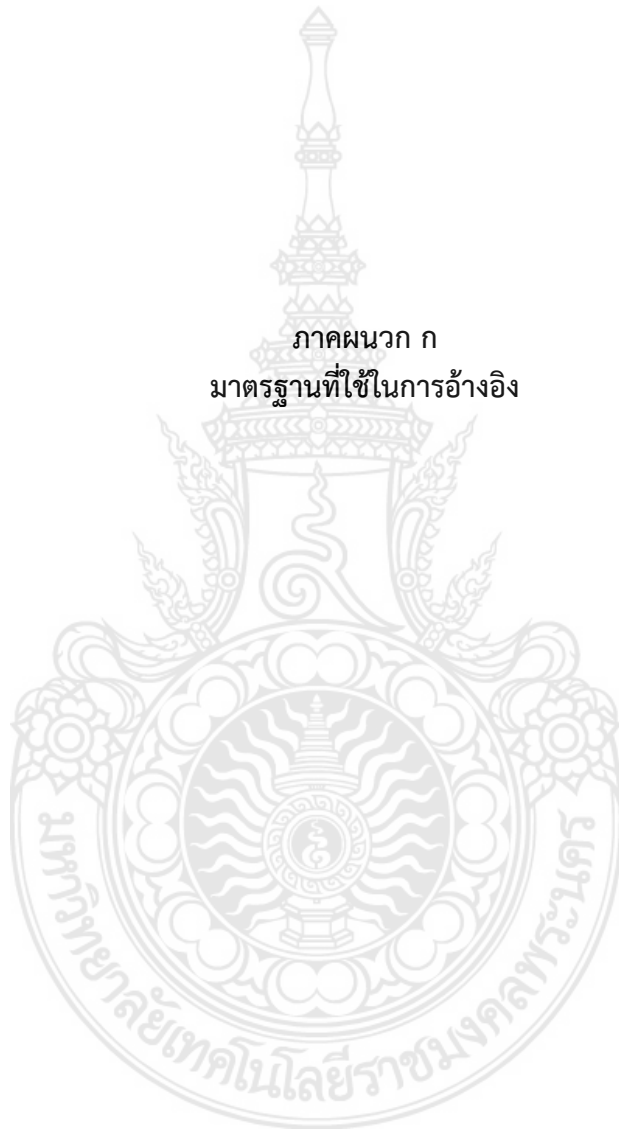 ภาคผนวก ก
มาตรฐานที่ใช้ในการอ้างอิง
มหาวิทยาลัยเทคโนโลยีราชมงคลพระนคร